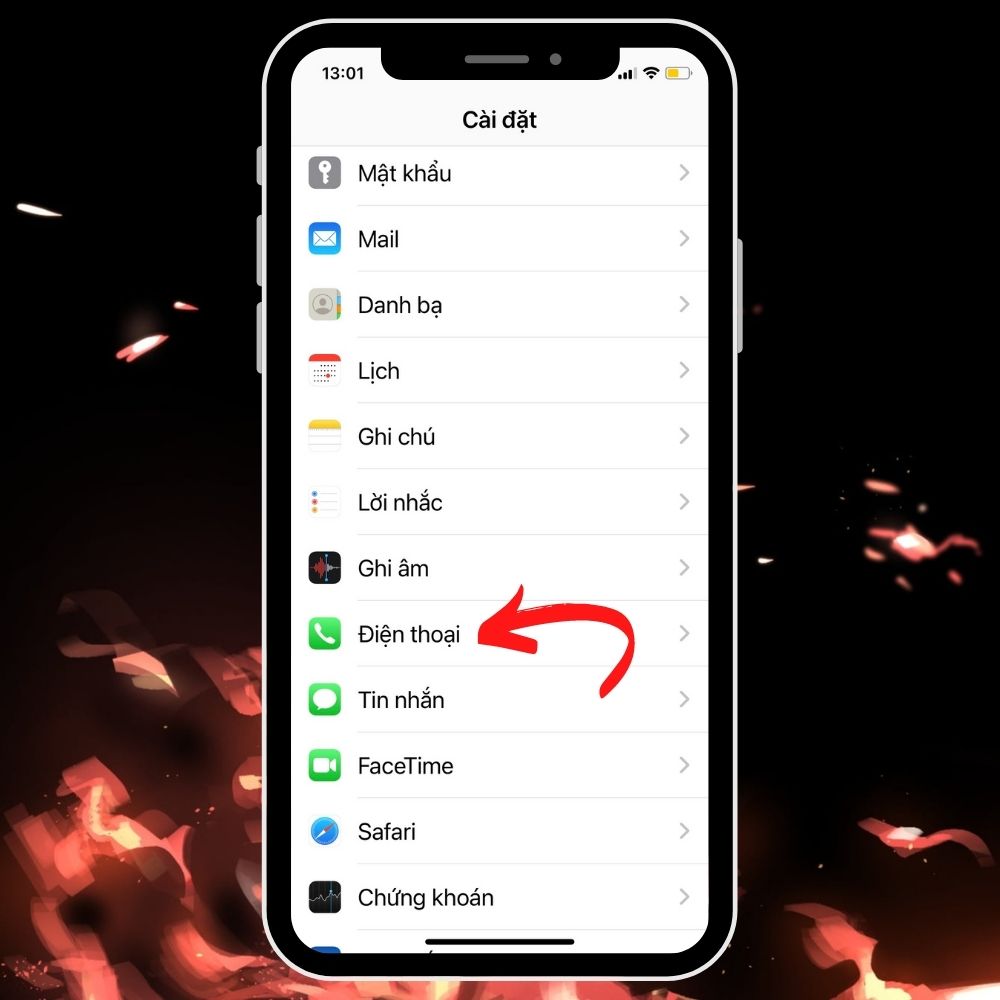 13:01
Cài đặt
Mật khẩu
Mail
Danh bạ
Lịch
Ghi chú
Lời nhắc
Ghi âm
Điện thoại
Tin nhắn
FaceTime
Safari
Chứng khoán